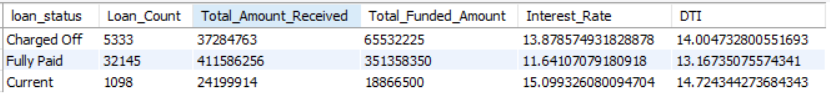 loan_status Loan_Count Total_Amount_Received Total_Funded_Amount Interest_Rate DTI
Charged Off 5333 37284763 65532225 13.878574931828878 14.004732800551693
Fully Paid 32145 411586256 351358350 11.64107079180918 13.16735075574341
Current 1098 24199914 18866500 15.099326080094704 14.724344273684343